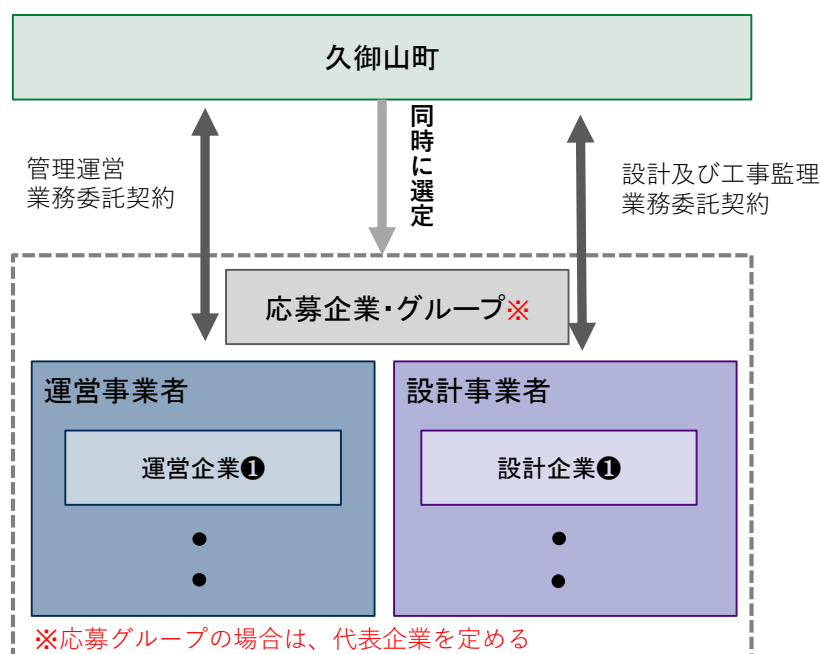 久御山町
同時に選定
管理運営
業務委託契約
設計及び工事監理
業務委託契約
応募企業・グループ※
運営事業者
設計事業者
運営企業❶
設計企業❶
※応募グループの場合は、代表企業を定める